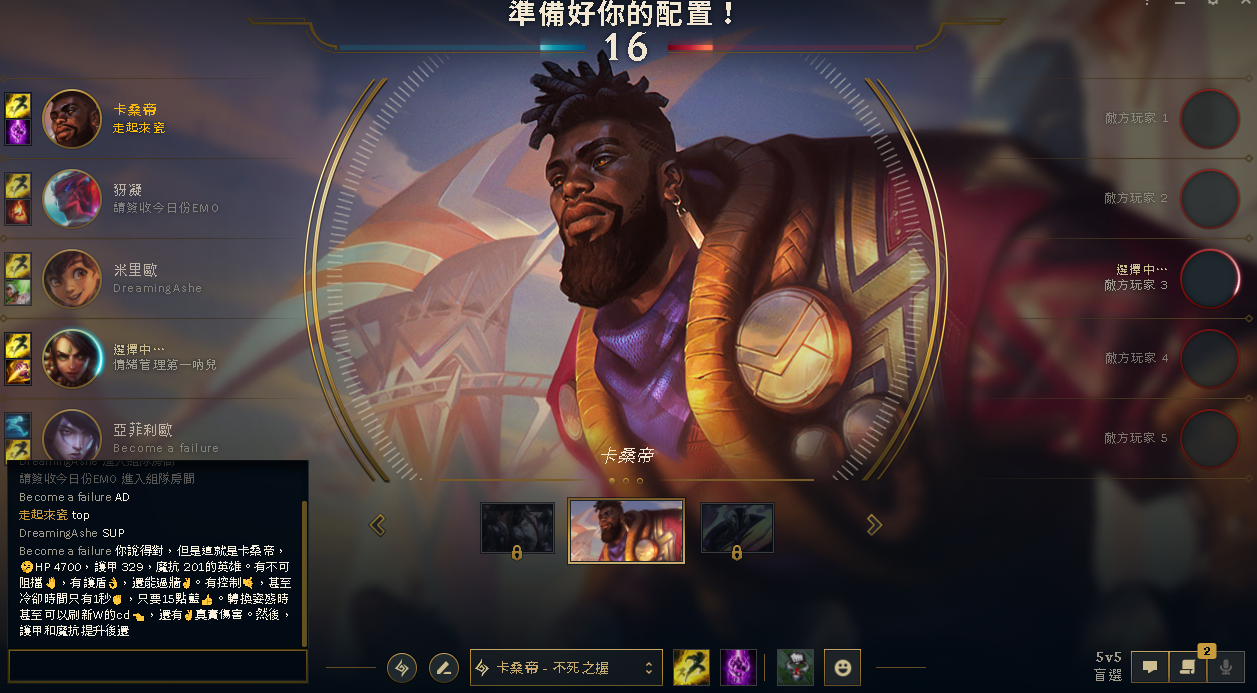 準備好你的配置！
16
卡桑帝
走起來瓷
犽凝
請簽收今日份EMO
米里歐
DreamingAshe
選擇中…
情緒管理第一吶兒
亞菲利歐
Become a failure
敵方玩家 1
敵方玩家 2
選擇中…
敵方玩家 3
敵方玩家 4
敵方玩家 5
卡桑帝
DreamingAshe 進入組隊房間
請簽收今日份EMO 進入組隊房間
Become a failure AD
走起來瓷 top
DreamingAshe SUP
Become a failure 你說得對，但是這就是卡桑帝，
🤣HP 4700，護甲 329，魔抗 201的英雄。有不可
阻擋🤚，有護盾👌，還能過牆✌。有控制🤙，甚至
冷卻時間只有1秒✊，只要15點藍👍。轉換姿態時
甚至可以刷新W的cd👈，還有✌真實傷害。然後，
護甲和魔抗提升後還
卡桑帝 - 不死之握
5v5
盲選
2